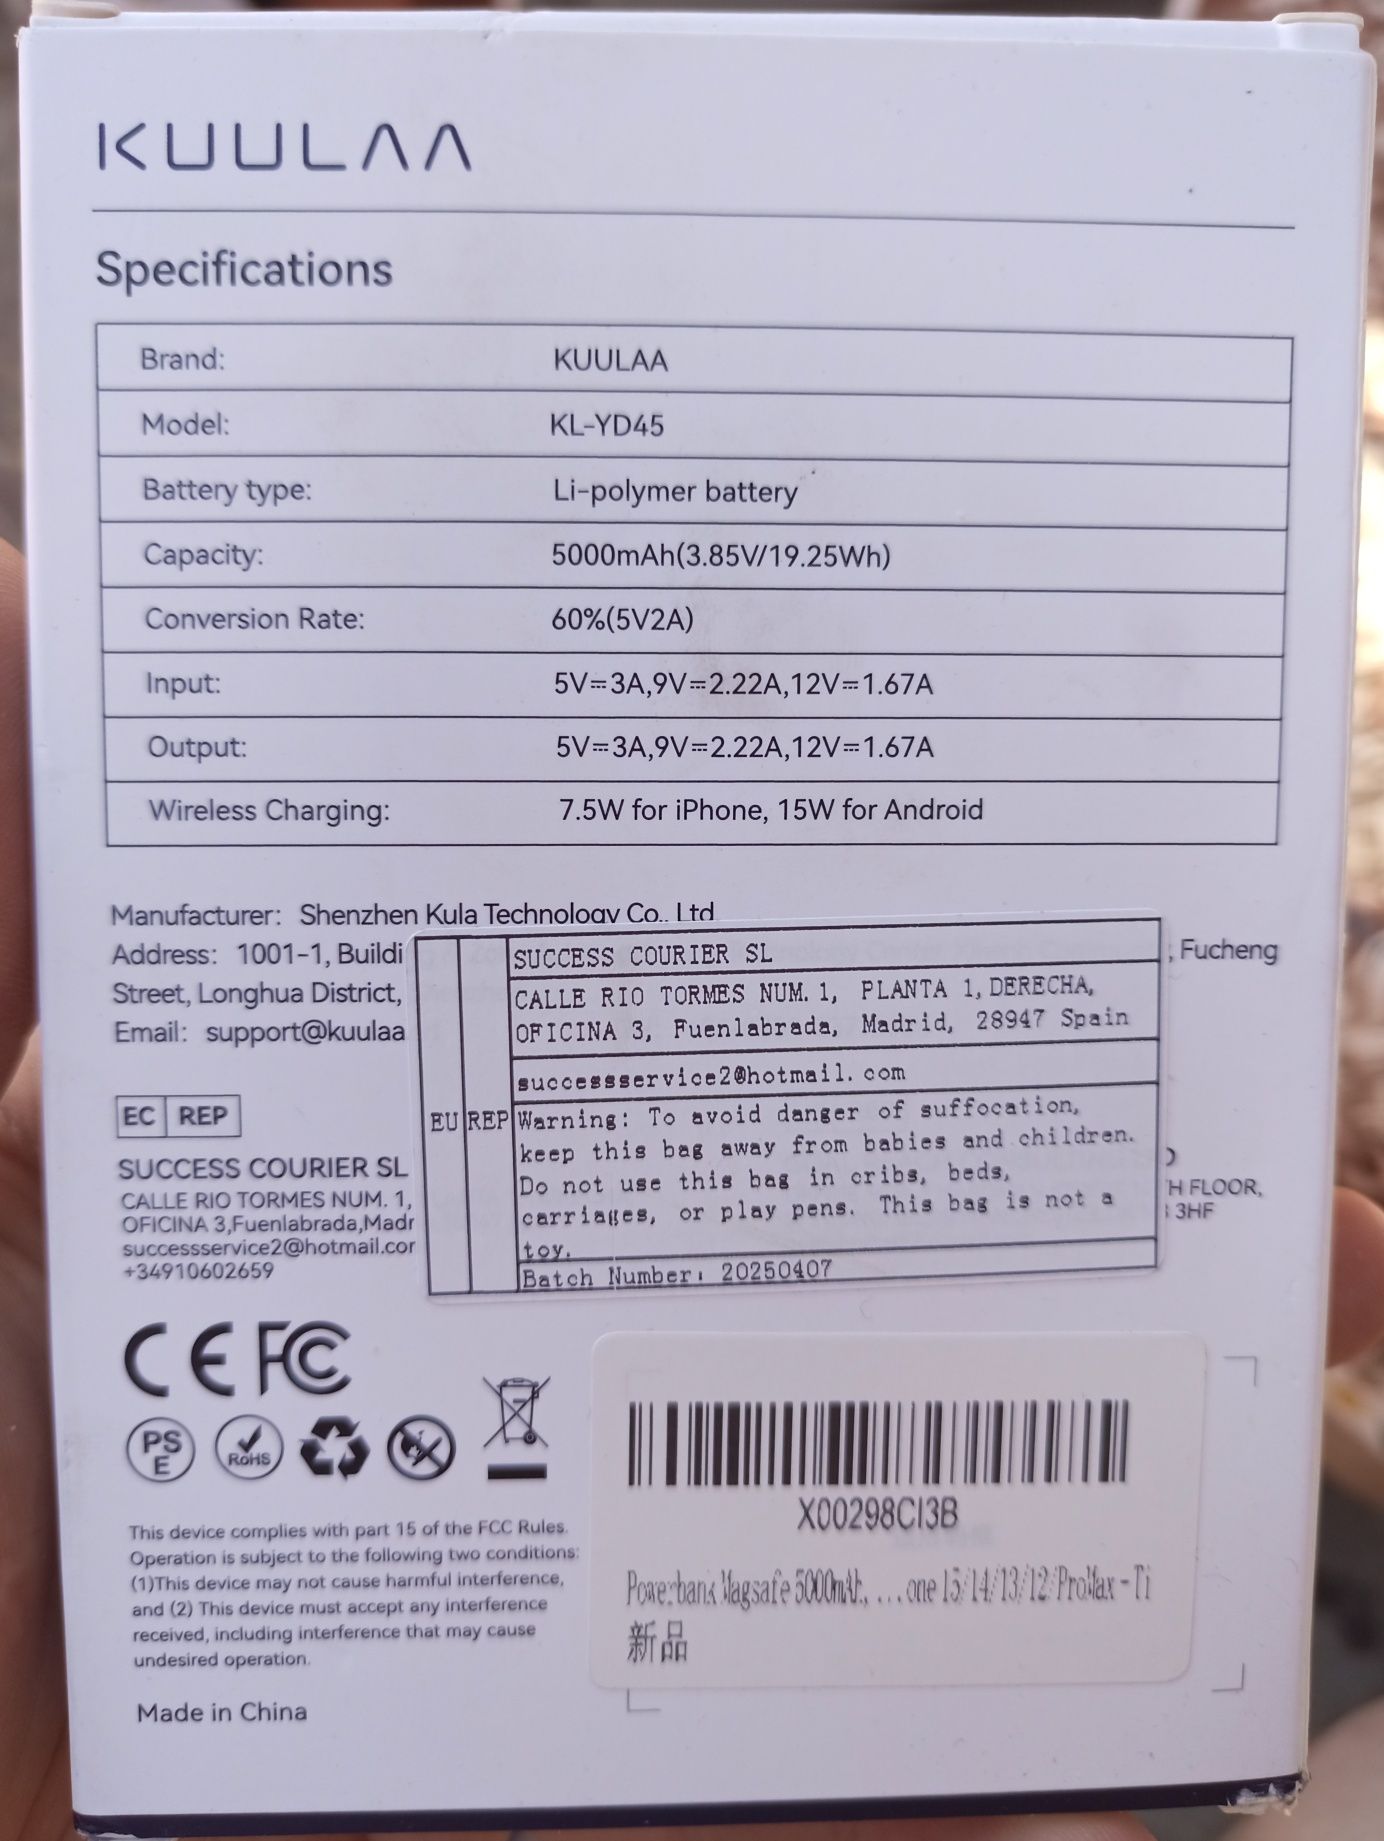 KUULAA
Specifications
Brand: KUULAA
Model: KL-YD45
Battery type: Li-polymer battery
Capacity: 5000mAh(3.85V/19.25Wh)
Conversion Rate: 60%(5V2A)
Input: 5V⎓3A,9V⎓2.22A,12V⎓1.67A
Output: 5V⎓3A,9V⎓2.22A,12V⎓1.67A
Wireless Charging: 7.5W for iPhone, 15W for Android
Manufacturer: Shenzhen Kula Technology Co., Ltd
Address: 1001-1, Buildi , Fucheng
Street, Longhua District,
Email: support@kuulaa
EC REP
SUCCESS COURIER SL
CALLE RIO TORMES NUM. 1,
OFICINA 3,Fuenlabrada,Madr
successservice2@hotmail.cor
+34910602659
H FLOOR,
3HF
EU REP
SUCCESS COURIER SL
CALLE RIO TORMES NUM. 1, PLANTA 1, DERECHA,
OFICINA 3, Fuenlabrada, Madrid, 28947 Spain
successservice2@hotmail.com
Warning: To avoid danger of suffocation,
keep this bag away from babies and children.
Do not use this bag in cribs, beds,
carriages, or play pens. This bag is not a
toy.
Batch Number: 20250407
CE FC
PS
E
RoHS
This device complies with part 15 of the FCC Rules.
Operation is subject to the following two conditions:
(1)This device may not cause harmful interference,
and (2) This device must accept any interference
received, including interference that may cause
undesired operation.
Made in China
X00298CI3B
Powerbank Magsafe 5000mAh, ...one 15/14/13/12/ProMax - Ti
新品